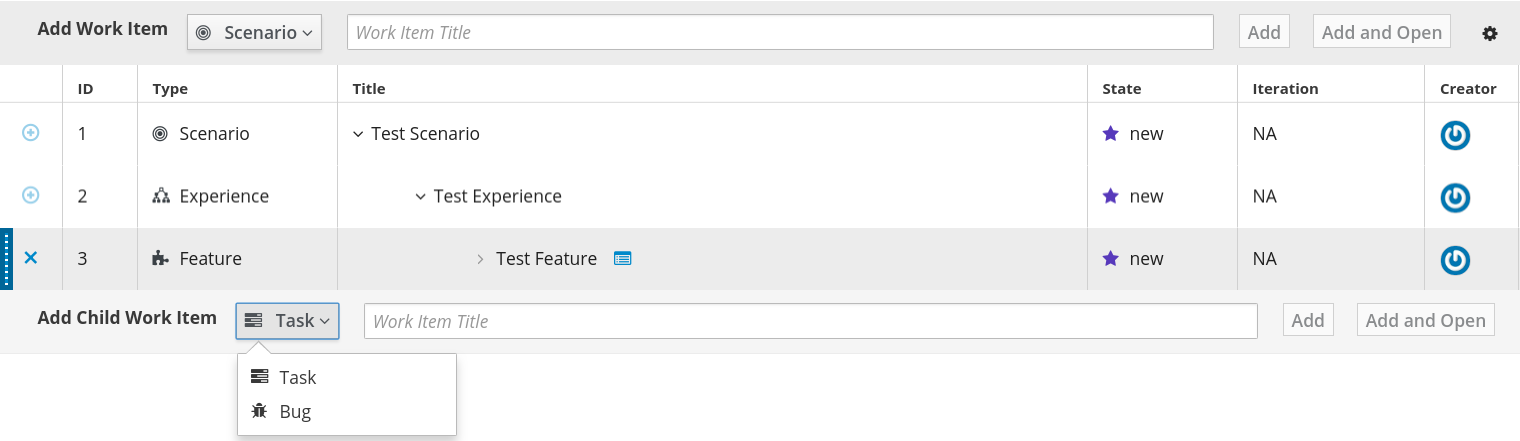 Add Work Item Scenario Work Item Title Add Add and Open
ID Type Title State Iteration Creator
1 Scenario Test Scenario new NA
2 Experience Test Experience new NA
3 Feature Test Feature new NA
Add Child Work Item Task Work Item Title Add Add and Open
Task
Bug